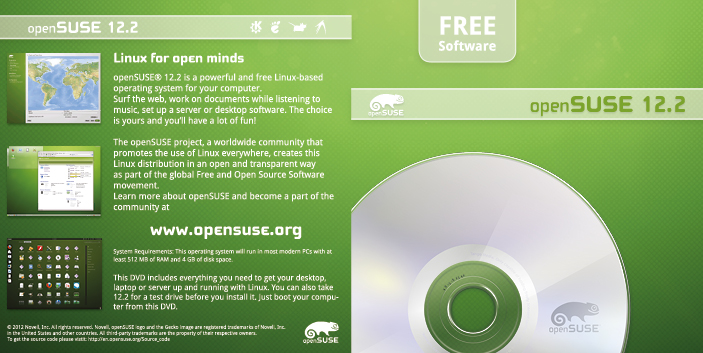 openSUSE 12.2
Linux for open minds
openSUSE® 12.2 is a powerful and free Linux-based
operating system for your computer.
Surf the web, work on documents while listening to
music, set up a server or desktop software. The choice
is yours and you'll have a lot of fun!
The openSUSE project, a worldwide community that
promotes the use of Linux everywhere, creates this
Linux distribution in an open and transparent way
as part of the global Free and Open Source Software
movement.
Learn more about openSUSE and become a part of the
community at
www.opensuse.org
System Requirements: This operating system will run in most modern PCs with at
least 512 MB of RAM and 4 GB of disk space.
This DVD includes everything you need to get your desktop,
laptop or server up and running with Linux. You can also take
12.2 for a test drive before you install it. Just boot your compu-
ter from this DVD.
© 2012 Novell, Inc. All rights reserved. Novell, openSUSE logo and the Gecko image are registered trademarks of Novell, Inc.
in the United States and other countries. All third-party trademarks are the property of their respective owners.
To get the source code please visit: http://en.opensuse.org/Source_code
openSUSE
FREE
Software
openSUSE
openSUSE 12.2
openSUSE